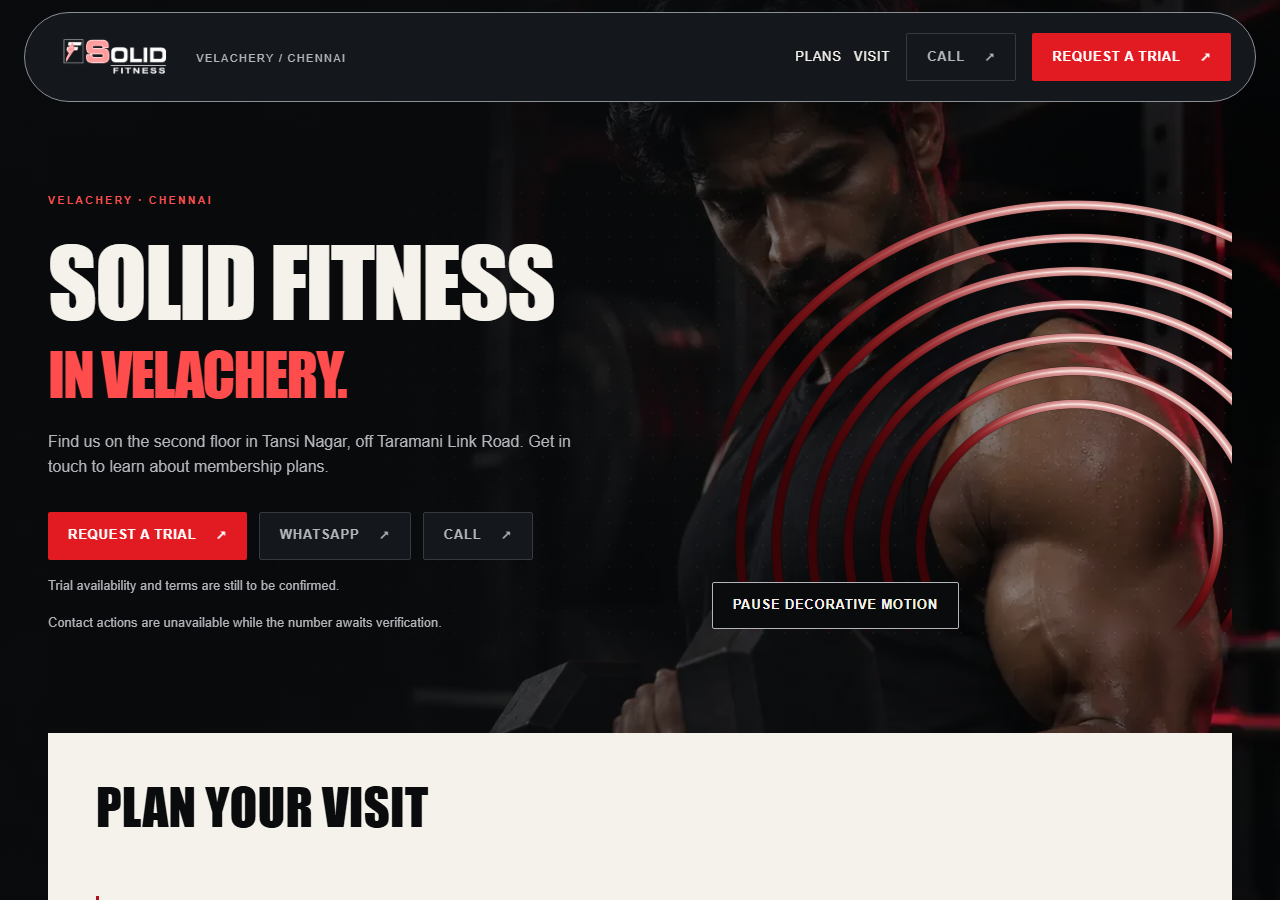 SOLID
FITNESS
VELACHERY / CHENNAI
PLANS
VISIT
CALL ↗
REQUEST A TRIAL ↗
VELACHERY · CHENNAI
SOLID FITNESS
IN VELACHERY.
Find us on the second floor in Tansi Nagar, off Taramani Link Road. Get in
touch to learn about membership plans.
REQUEST A TRIAL ↗
WHATSAPP ↗
CALL ↗
Trial availability and terms are still to be confirmed.
Contact actions are unavailable while the number awaits verification.
PAUSE DECORATIVE MOTION
PLAN YOUR VISIT